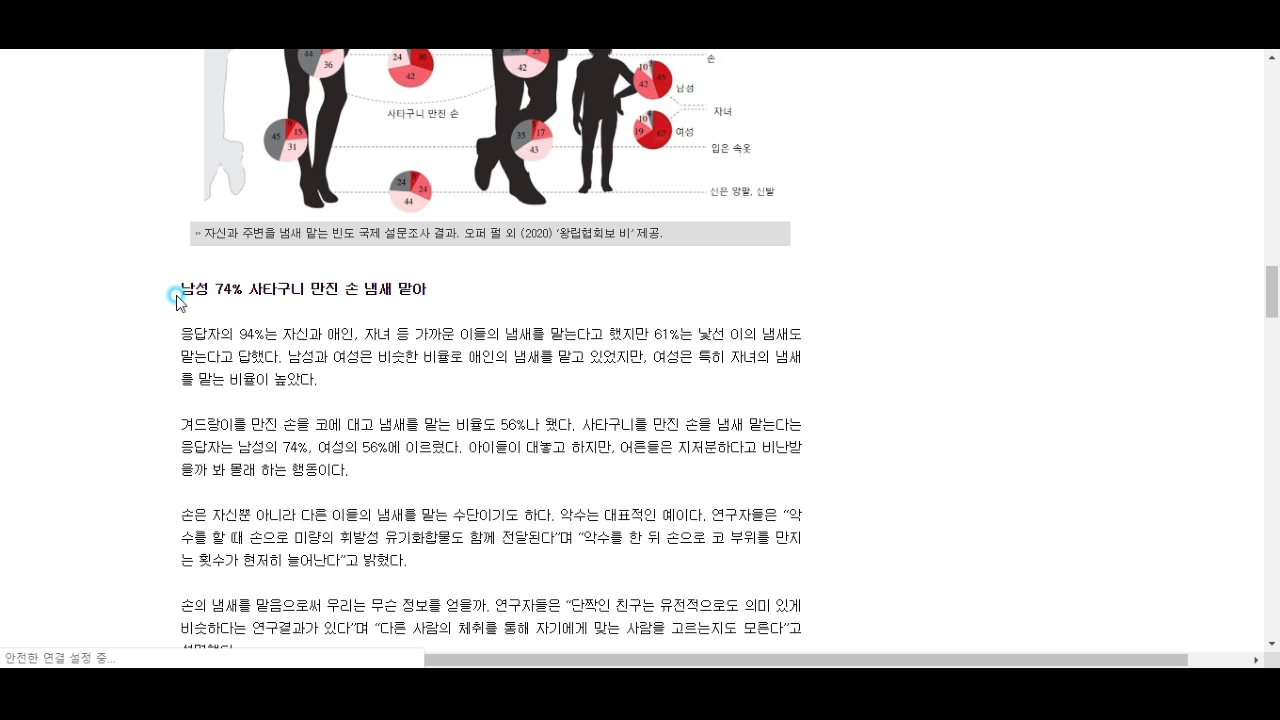 44
36
24
30
42
25
42
손
10
45
42
남성
자녀
사타구니 만진 손
45
15
31
35
17
43
10
19
67
여성
입은 속옷
24
24
44
신은 양말, 신발
» 자신과 주변을 냄새 맡는 빈도 국제 설문조사 결과. 오퍼 펄 외 (2020) ‘왕립협회보 비’ 제공.
남성 74% 사타구니 만진 손 냄새 맡아
응답자의 94%는 자신과 애인, 자녀 등 가까운 이들의 냄새를 맡는다고 했지만 61%는 낯선 이의 냄새도
맡는다고 답했다. 남성과 여성은 비슷한 비율로 애인의 냄새를 맡고 있었지만, 여성은 특히 자녀의 냄새
를 맡는 비율이 높았다.
겨드랑이를 만진 손을 코에 대고 냄새를 맡는 비율도 56%나 됐다. 사타구니를 만진 손을 냄새 맡는다는
응답자는 남성의 74%, 여성의 56%에 이르렀다. 아이들이 대놓고 하지만, 어른들은 지저분하다고 비난받
을까 봐 몰래 하는 행동이다.
손은 자신뿐 아니라 다른 이들의 냄새를 맡는 수단이기도 하다. 악수는 대표적인 예이다. 연구자들은 “악
수를 할 때 손으로 미량의 휘발성 유기화합물도 함께 전달된다”며 “악수를 한 뒤 손으로 코 부위를 만지
는 횟수가 현저히 늘어난다”고 밝혔다.
손의 냄새를 맡음으로써 우리는 무슨 정보를 얻을까. 연구자들은 “단짝인 친구는 유전적으로도 의미 있게
비슷하다는 연구결과가 있다”며 “다른 사람의 체취를 통해 자기에게 맞는 사람을 고르는지도 모른다”고
안전한 연결 설정 중...